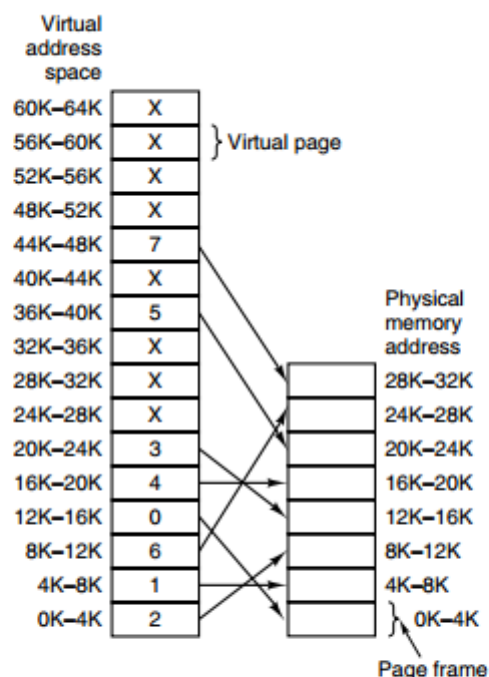 Virtual
address
space
60K–64K X
56K–60K X Virtual page
52K–56K X
48K–52K X
44K–48K 7
40K–44K X
36K–40K 5
32K–36K X
28K–32K X
24K–28K X
20K–24K 3
16K–20K 4
12K–16K 0
8K–12K 6
4K–8K 1
0K–4K 2
Physical
memory
address
28K–32K
24K–28K
20K–24K
16K–20K
12K–16K
8K–12K
4K–8K
0K–4K
Page frame